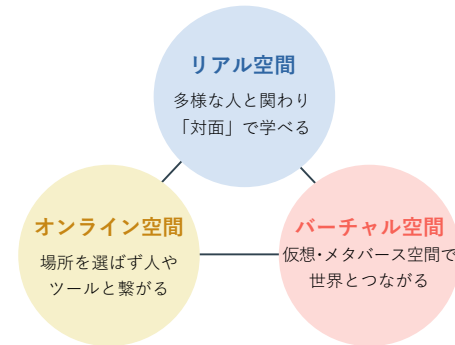 リアル空間
多様な人と関わり
「対面」で学べる
オンライン空間
場所を選ばず人や
ツールと繋がる
バーチャル空間
仮想･メタバース空間で
世界とつながる